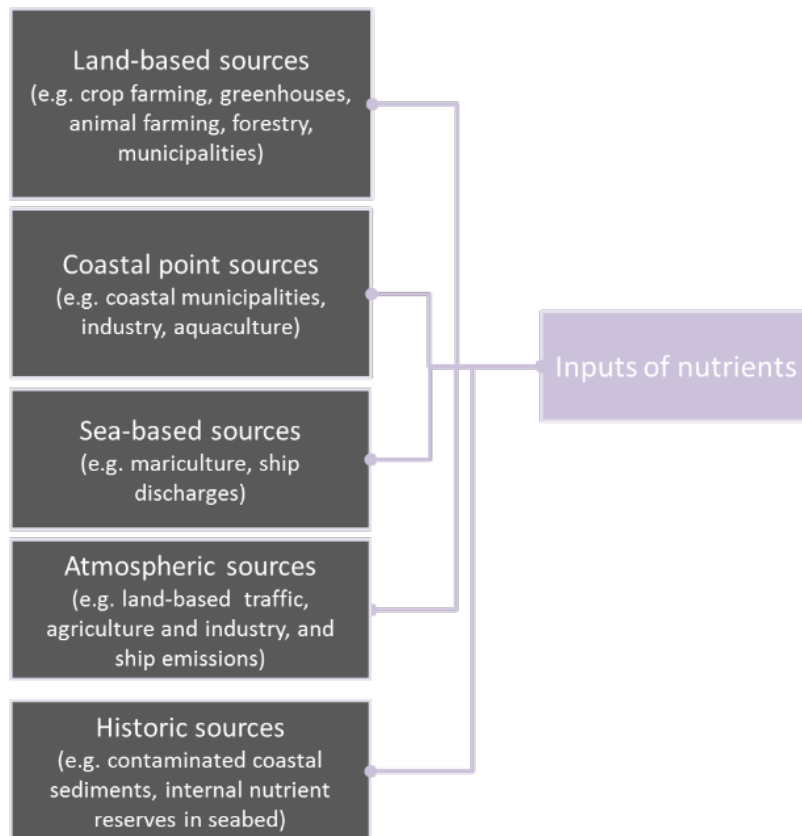 Land-based sources
(e.g. crop farming, greenhouses,
animal farming, forestry,
municipalities)
Coastal point sources
(e.g. coastal municipalities,
industry, aquaculture)
Sea-based sources
(e.g. mariculture, ship
discharges)
Atmospheric sources
(e.g. land-based traffic,
agriculture and industry, and
ship emissions)
Historic sources
(e.g. contaminated coastal
sediments, internal nutrient
reserves in seabed)
Inputs of nutrients